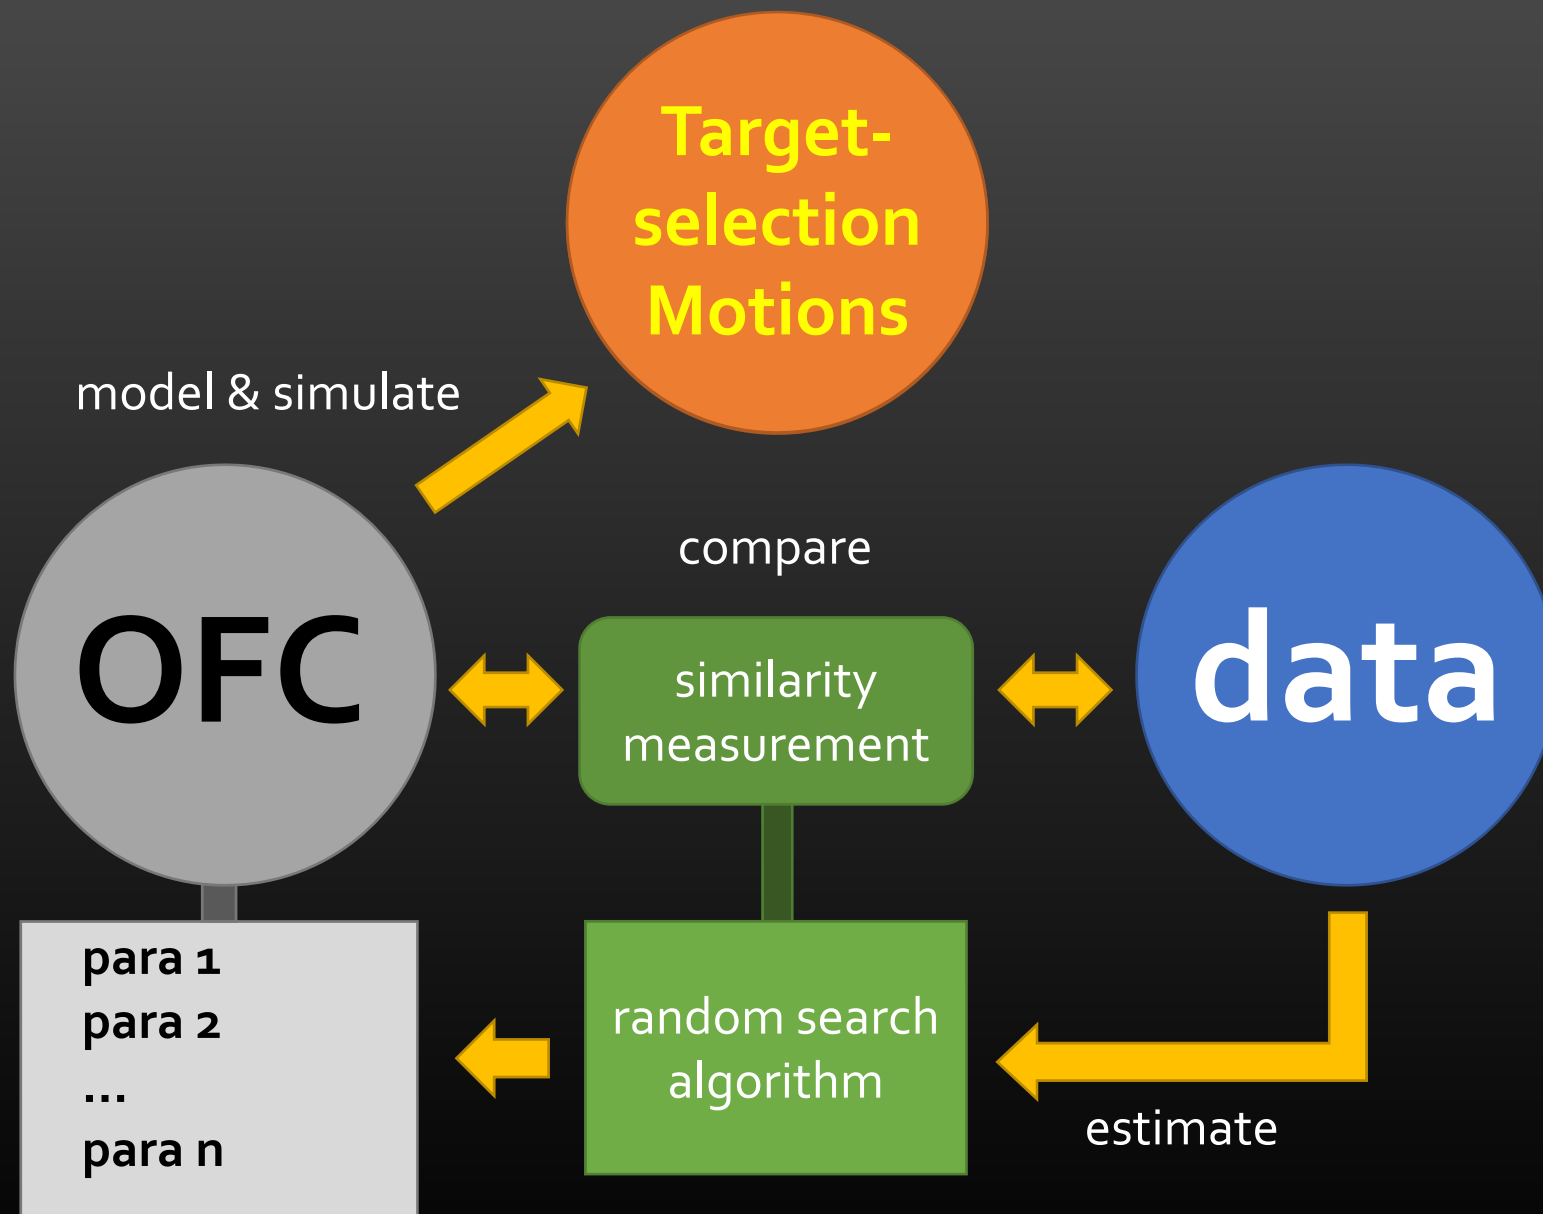 Target-
selection
Motions
model & simulate
compare
OFC
similarity
measurement
data
para 1
para 2
...
para n
random search
algorithm
estimate